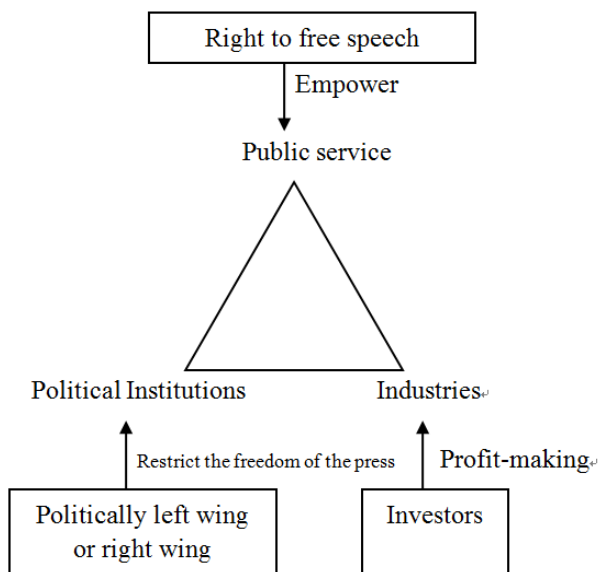 Right to free speech
Empower
Public service
Political Institutions
Industries
Restrict the freedom of the press
Profit-making
Politically left wing
or right wing
Investors